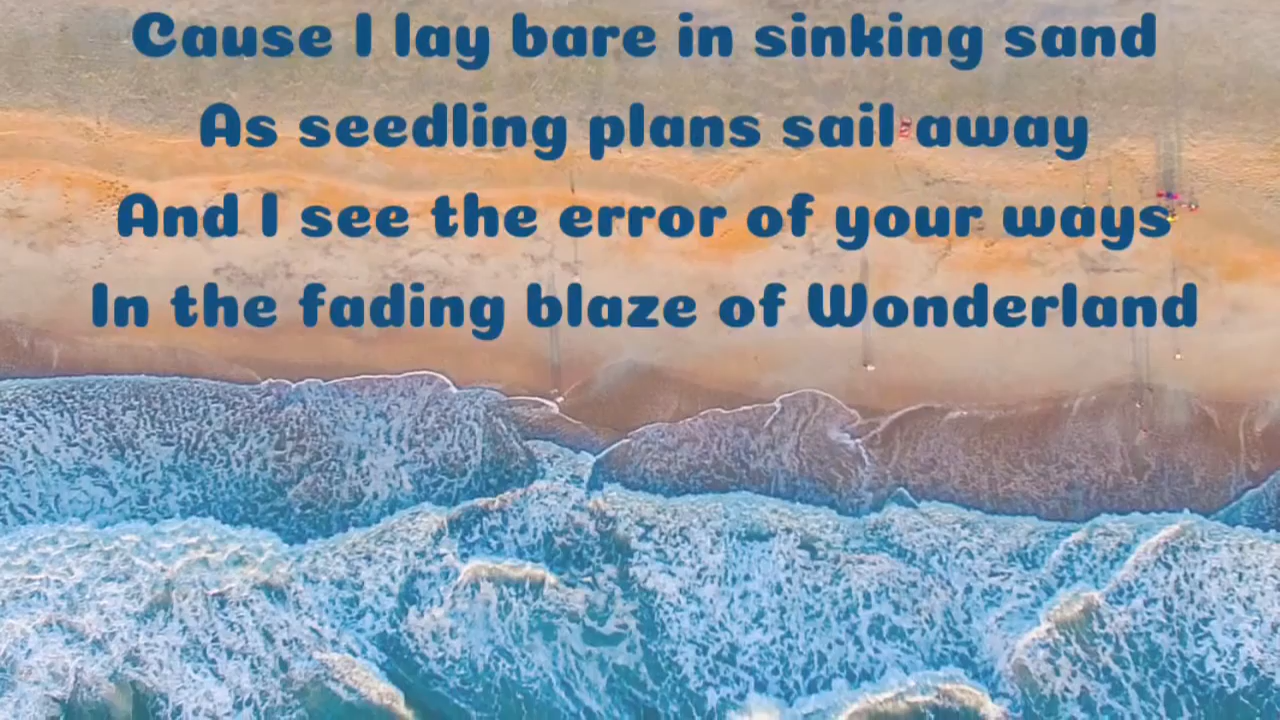 Cause I lay bare in sinking sand
As seedling plans sail away
And I see the error of your ways
In the fading blaze of Wonderland